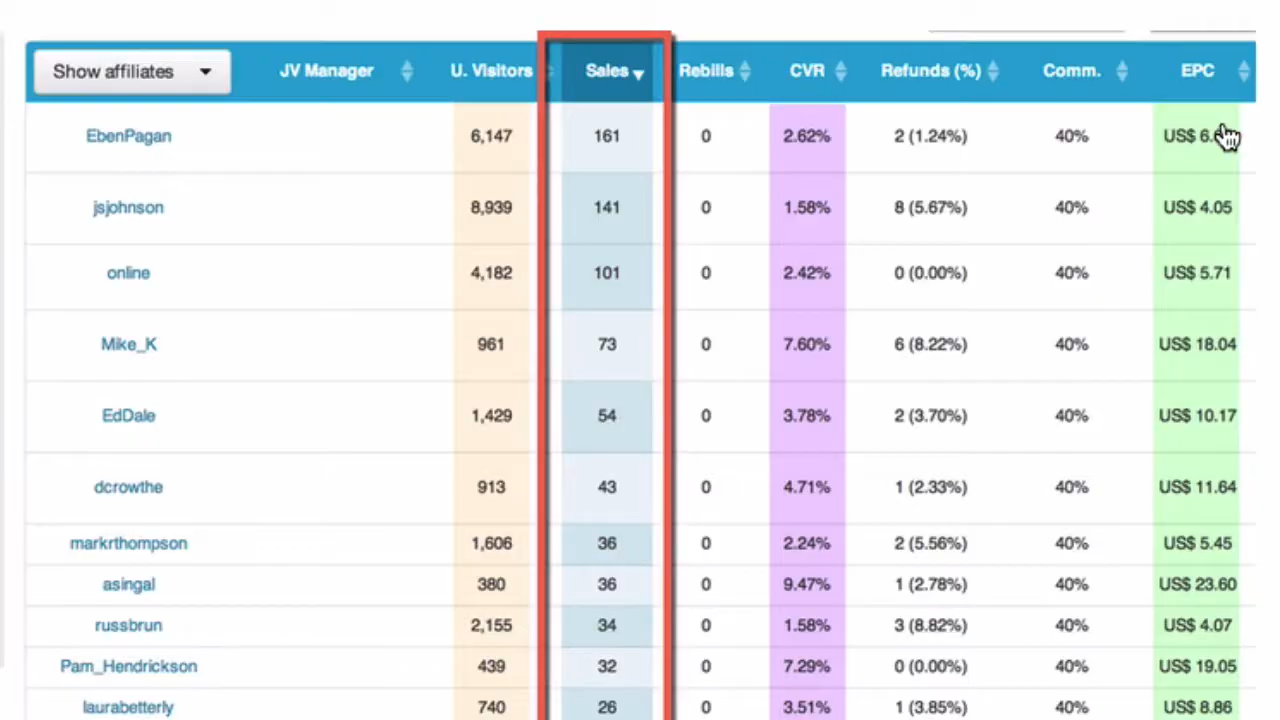 Show affiliates JV Manager U. Visitors Sales Rebills CVR Refunds (%) Comm. EPC
EbenPagan 6,147 161 0 2.62% 2 (1.24%) 40% US$ 6.
jsjohnson 8,939 141 0 1.58% 8 (5.67%) 40% US$ 4.05
online 4,182 101 0 2.42% 0 (0.00%) 40% US$ 5.71
Mike_K 961 73 0 7.60% 6 (8.22%) 40% US$ 18.04
EdDale 1,429 54 0 3.78% 2 (3.70%) 40% US$ 10.17
dcrowthe 913 43 0 4.71% 1 (2.33%) 40% US$ 11.64
markrthompson 1,606 36 0 2.24% 2 (5.56%) 40% US$ 5.45
asingal 380 36 0 9.47% 1 (2.78%) 40% US$ 23.60
russbrun 2,155 34 0 1.58% 3 (8.82%) 40% US$ 4.07
Pam_Hendrickson 439 32 0 7.29% 0 (0.00%) 40% US$ 19.05
laurabetterly 740 26 0 3.51% 1 (3.85%) 40% US$ 8.86